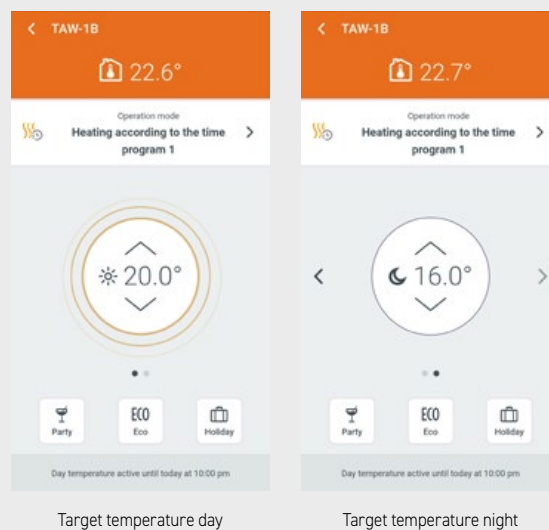 TAW-1B
22.6°
Operation mode
Heating according to the time
program 1
20.0°
Party
ECO
Eco
Holiday
Day temperature active until today at 10:00 pm
Target temperature day
TAW-1B
22.7°
Operation mode
Heating according to the time
program 1
16.0°
Party
ECO
Eco
Holiday
Day temperature active until today at 10:00 pm
Target temperature night